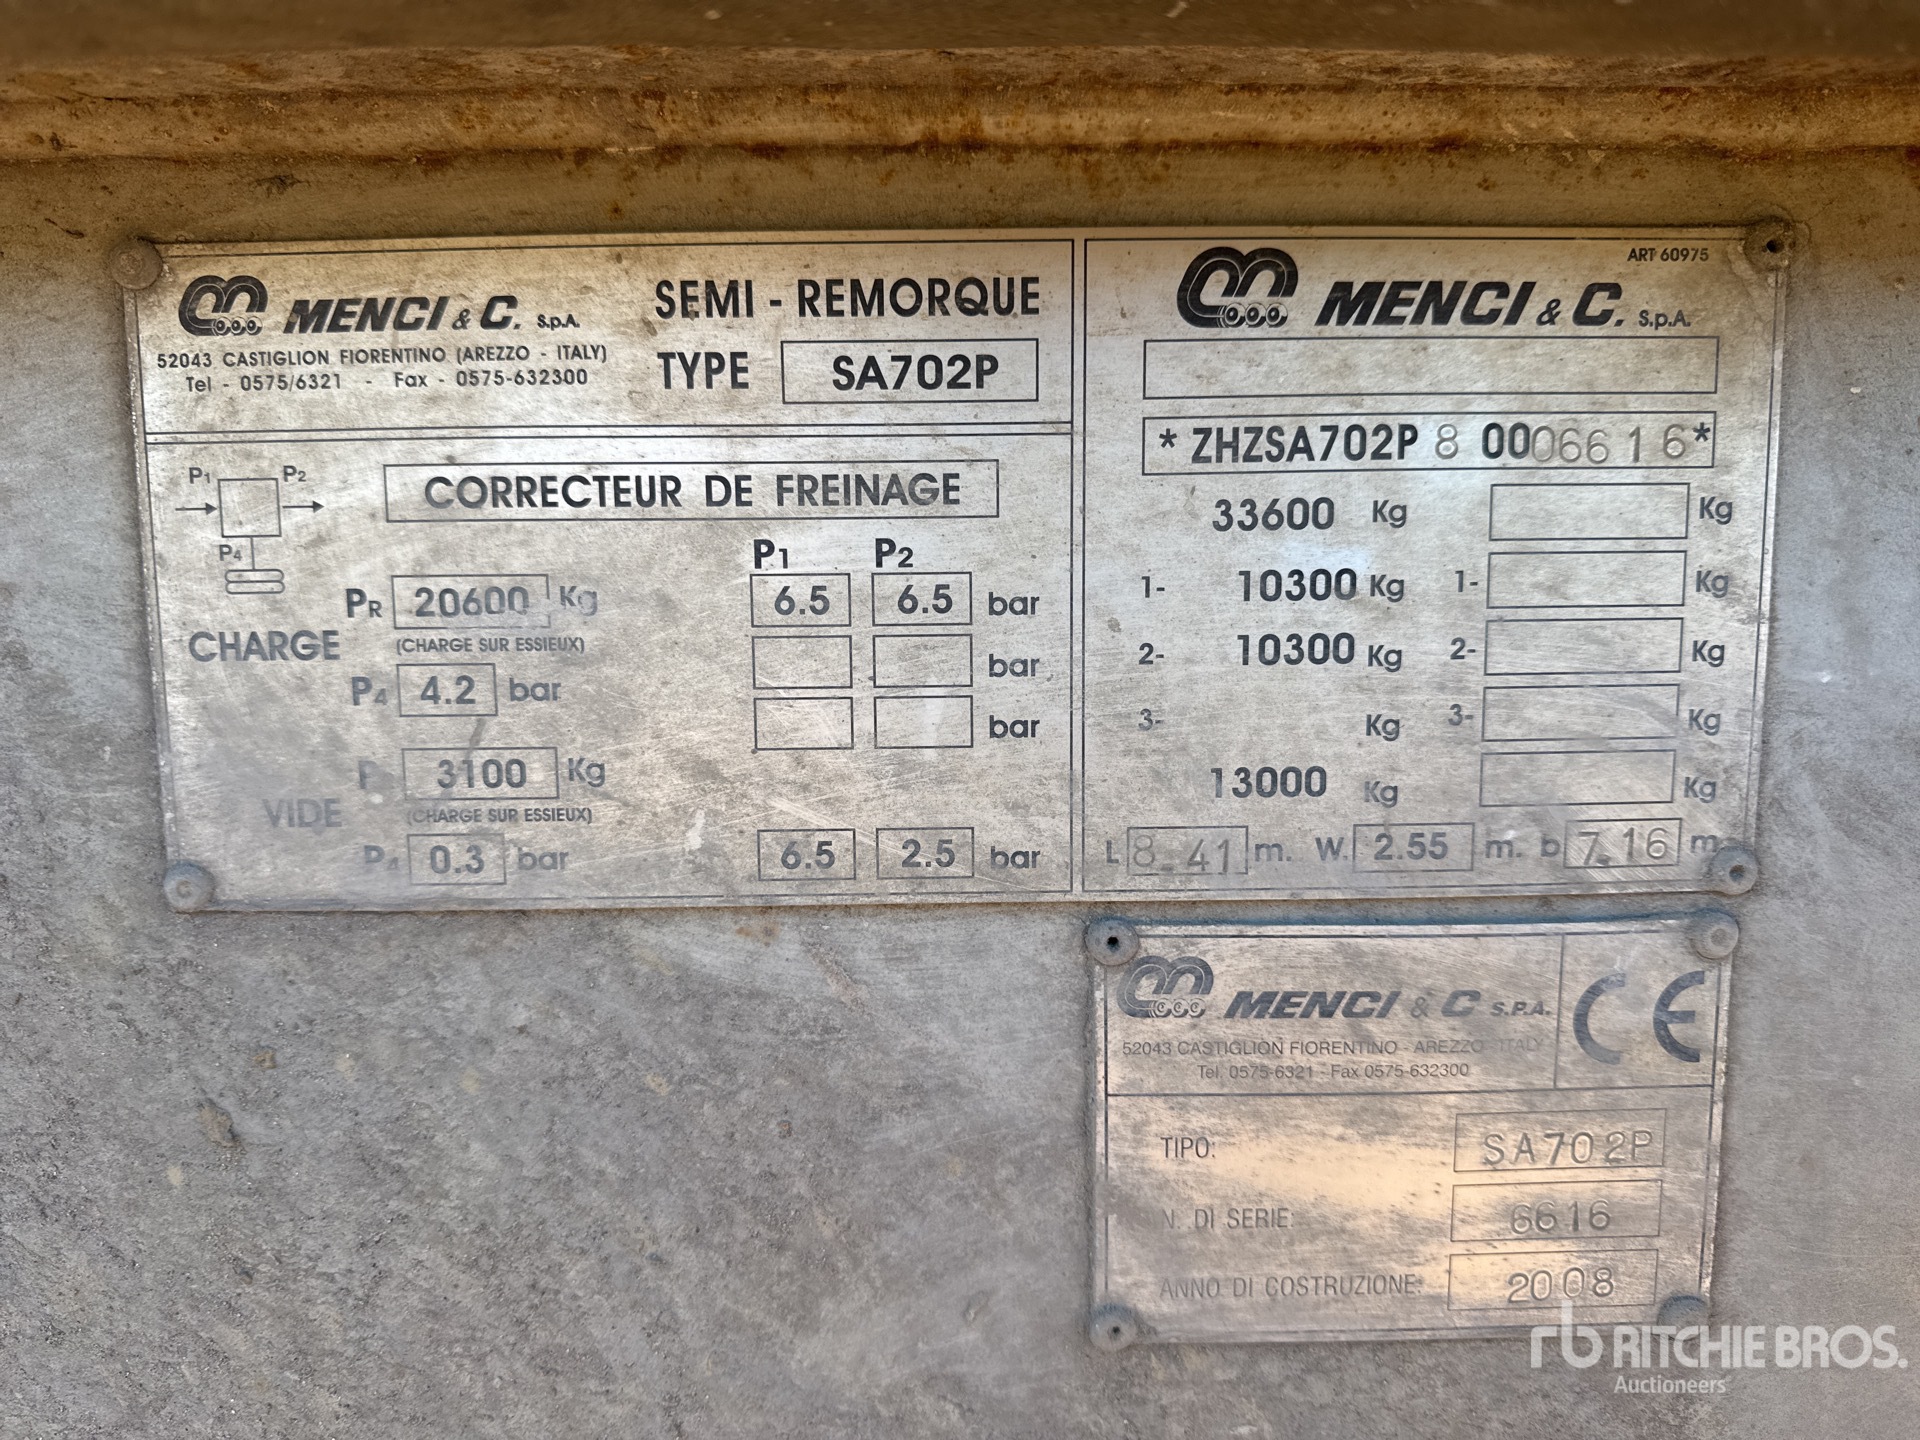 MENCI & C. S.p.A.
52043 CASTIGLION FIORENTINO (AREZZO - ITALY)
Tel - 0575/6321 - Fax - 0575-632300
SEMI - REMORQUE
TYPE SA702P
P1 P2
P4
CORRECTEUR DE FREINAGE
P1 P2
CHARGE
PR 20600 Kg 6.5 6.5 bar
(CHARGE SUR ESSIEUX)
bar
P4 4.2 bar
bar
VIDE
P 3100 Kg
(CHARGE SUR ESSIEUX)
P4 0.3 bar 6.5 2.5 bar
ART 60975
MENCI & C. S.p.A.
* ZHZSA702P 8 0006616 *
33600 Kg Kg
1- 10300 Kg 1- Kg
2- 10300 Kg 2- Kg
3- Kg 3- Kg
13000 Kg Kg
L 8.41 m. W. 2.55 m. b 7.16 m
MENCI & C S.P.A.
52043 CASTIGLION FIORENTINO - AREZZO - ITALY
Tel. 0575-6321 - Fax 0575-632300
CE
TIPO: SA702P
N. DI SERIE: 6616
ANNO DI COSTRUZIONE: 2008
rb RITCHIE BROS.
Auctioneers